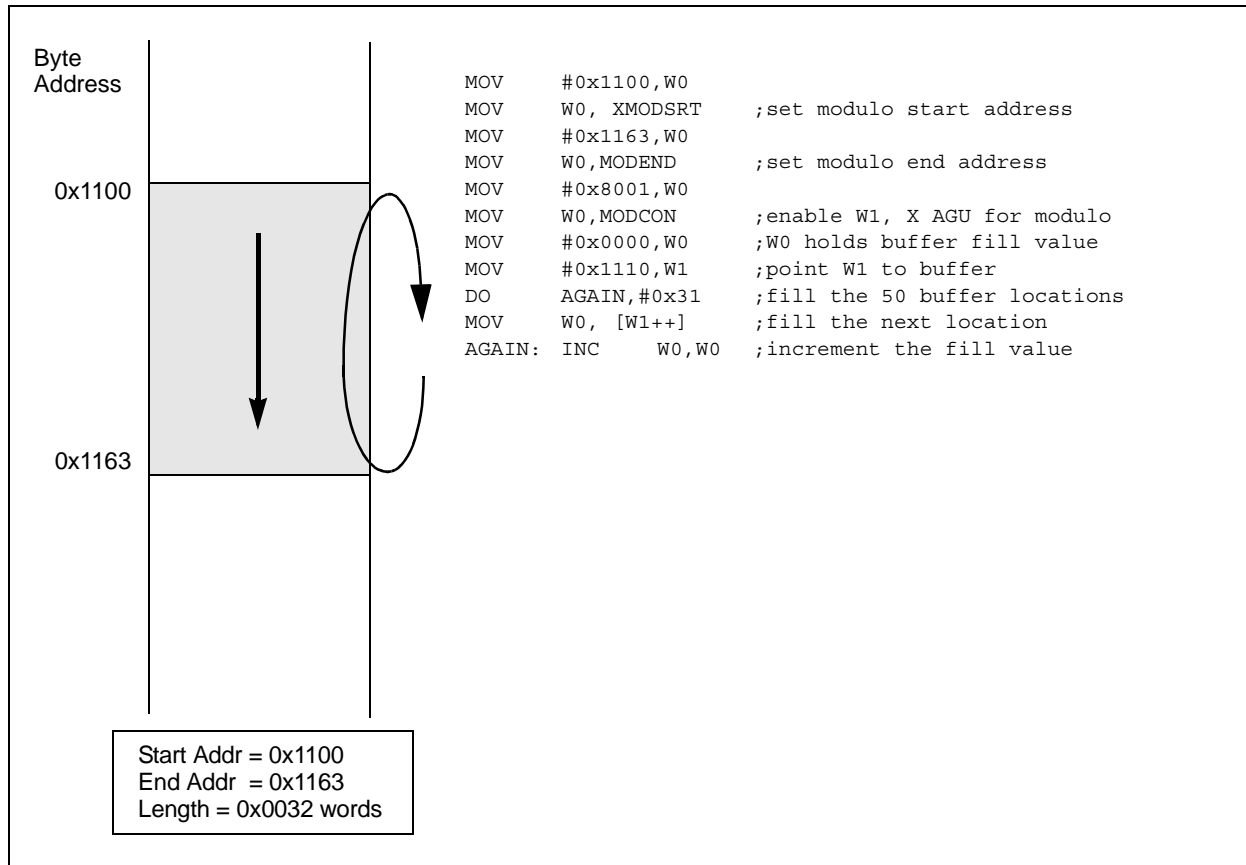 Byte
Address
MOV #0x1100,W0
MOV W0, XMODSRT ;set modulo start address
MOV #0x1163,W0
MOV W0,MODEND ;set modulo end address
MOV #0x8001,W0
MOV W0,MODCON ;enable W1, X AGU for modulo
MOV #0x0000,W0 ;W0 holds buffer fill value
MOV #0x1110,W1 ;point W1 to buffer
DO AGAIN,#0x31 ;fill the 50 buffer locations
MOV W0, [W1++] ;fill the next location
AGAIN: INC W0,W0 ;increment the fill value
0x1100
0x1163
Start Addr = 0x1100
End Addr = 0x1163
Length = 0x0032 words